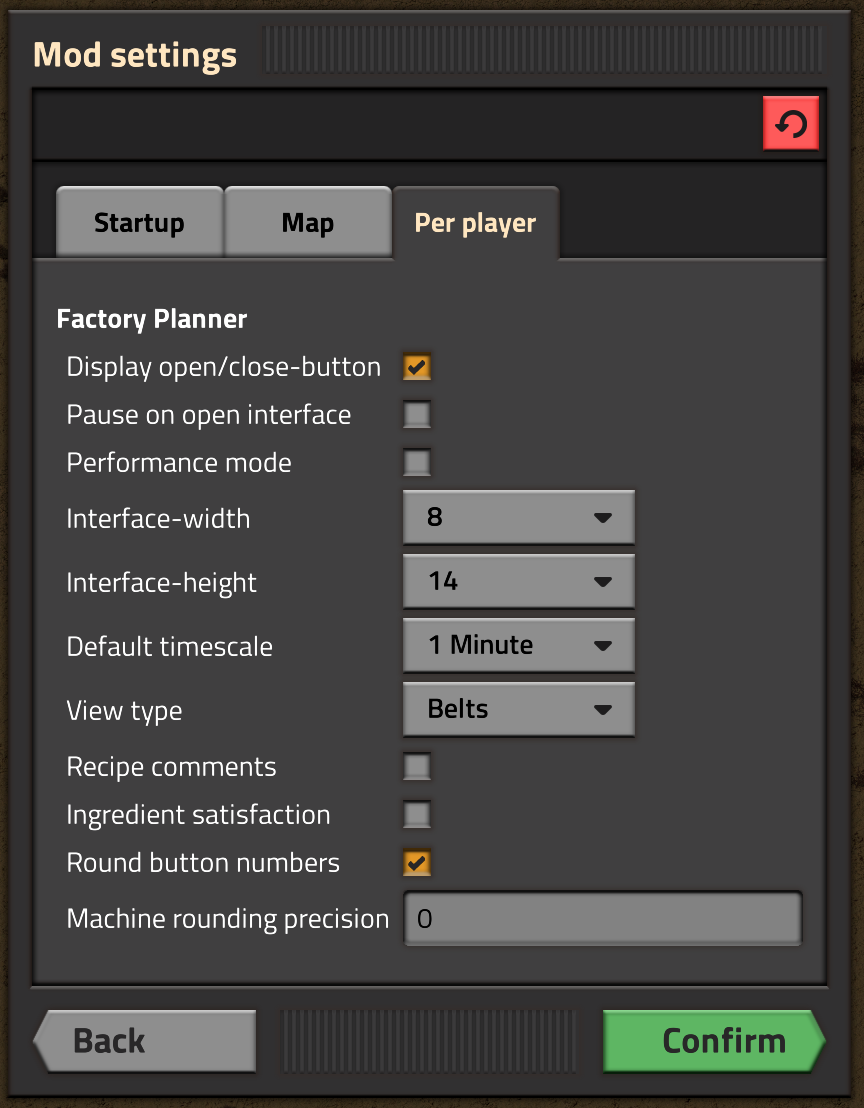 Mod settings
Startup Map Per player
Factory Planner
Display open/close-button
Pause on open interface
Performance mode
Interface-width 8
Interface-height 14
Default timescale 1 Minute
View type Belts
Recipe comments
Ingredient satisfaction
Round button numbers
Machine rounding precision 0
Back Confirm